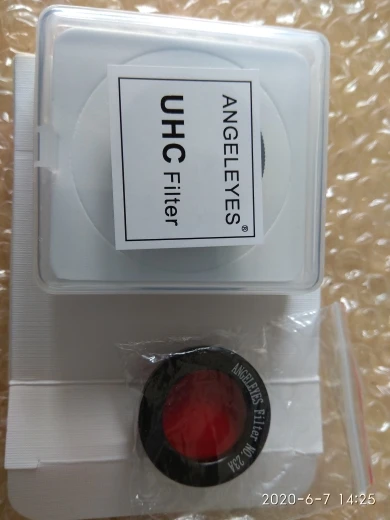 ANGELEYES®
UHC Filter
ANGELEYES Filter NO 23A
2020-6-7 14:25